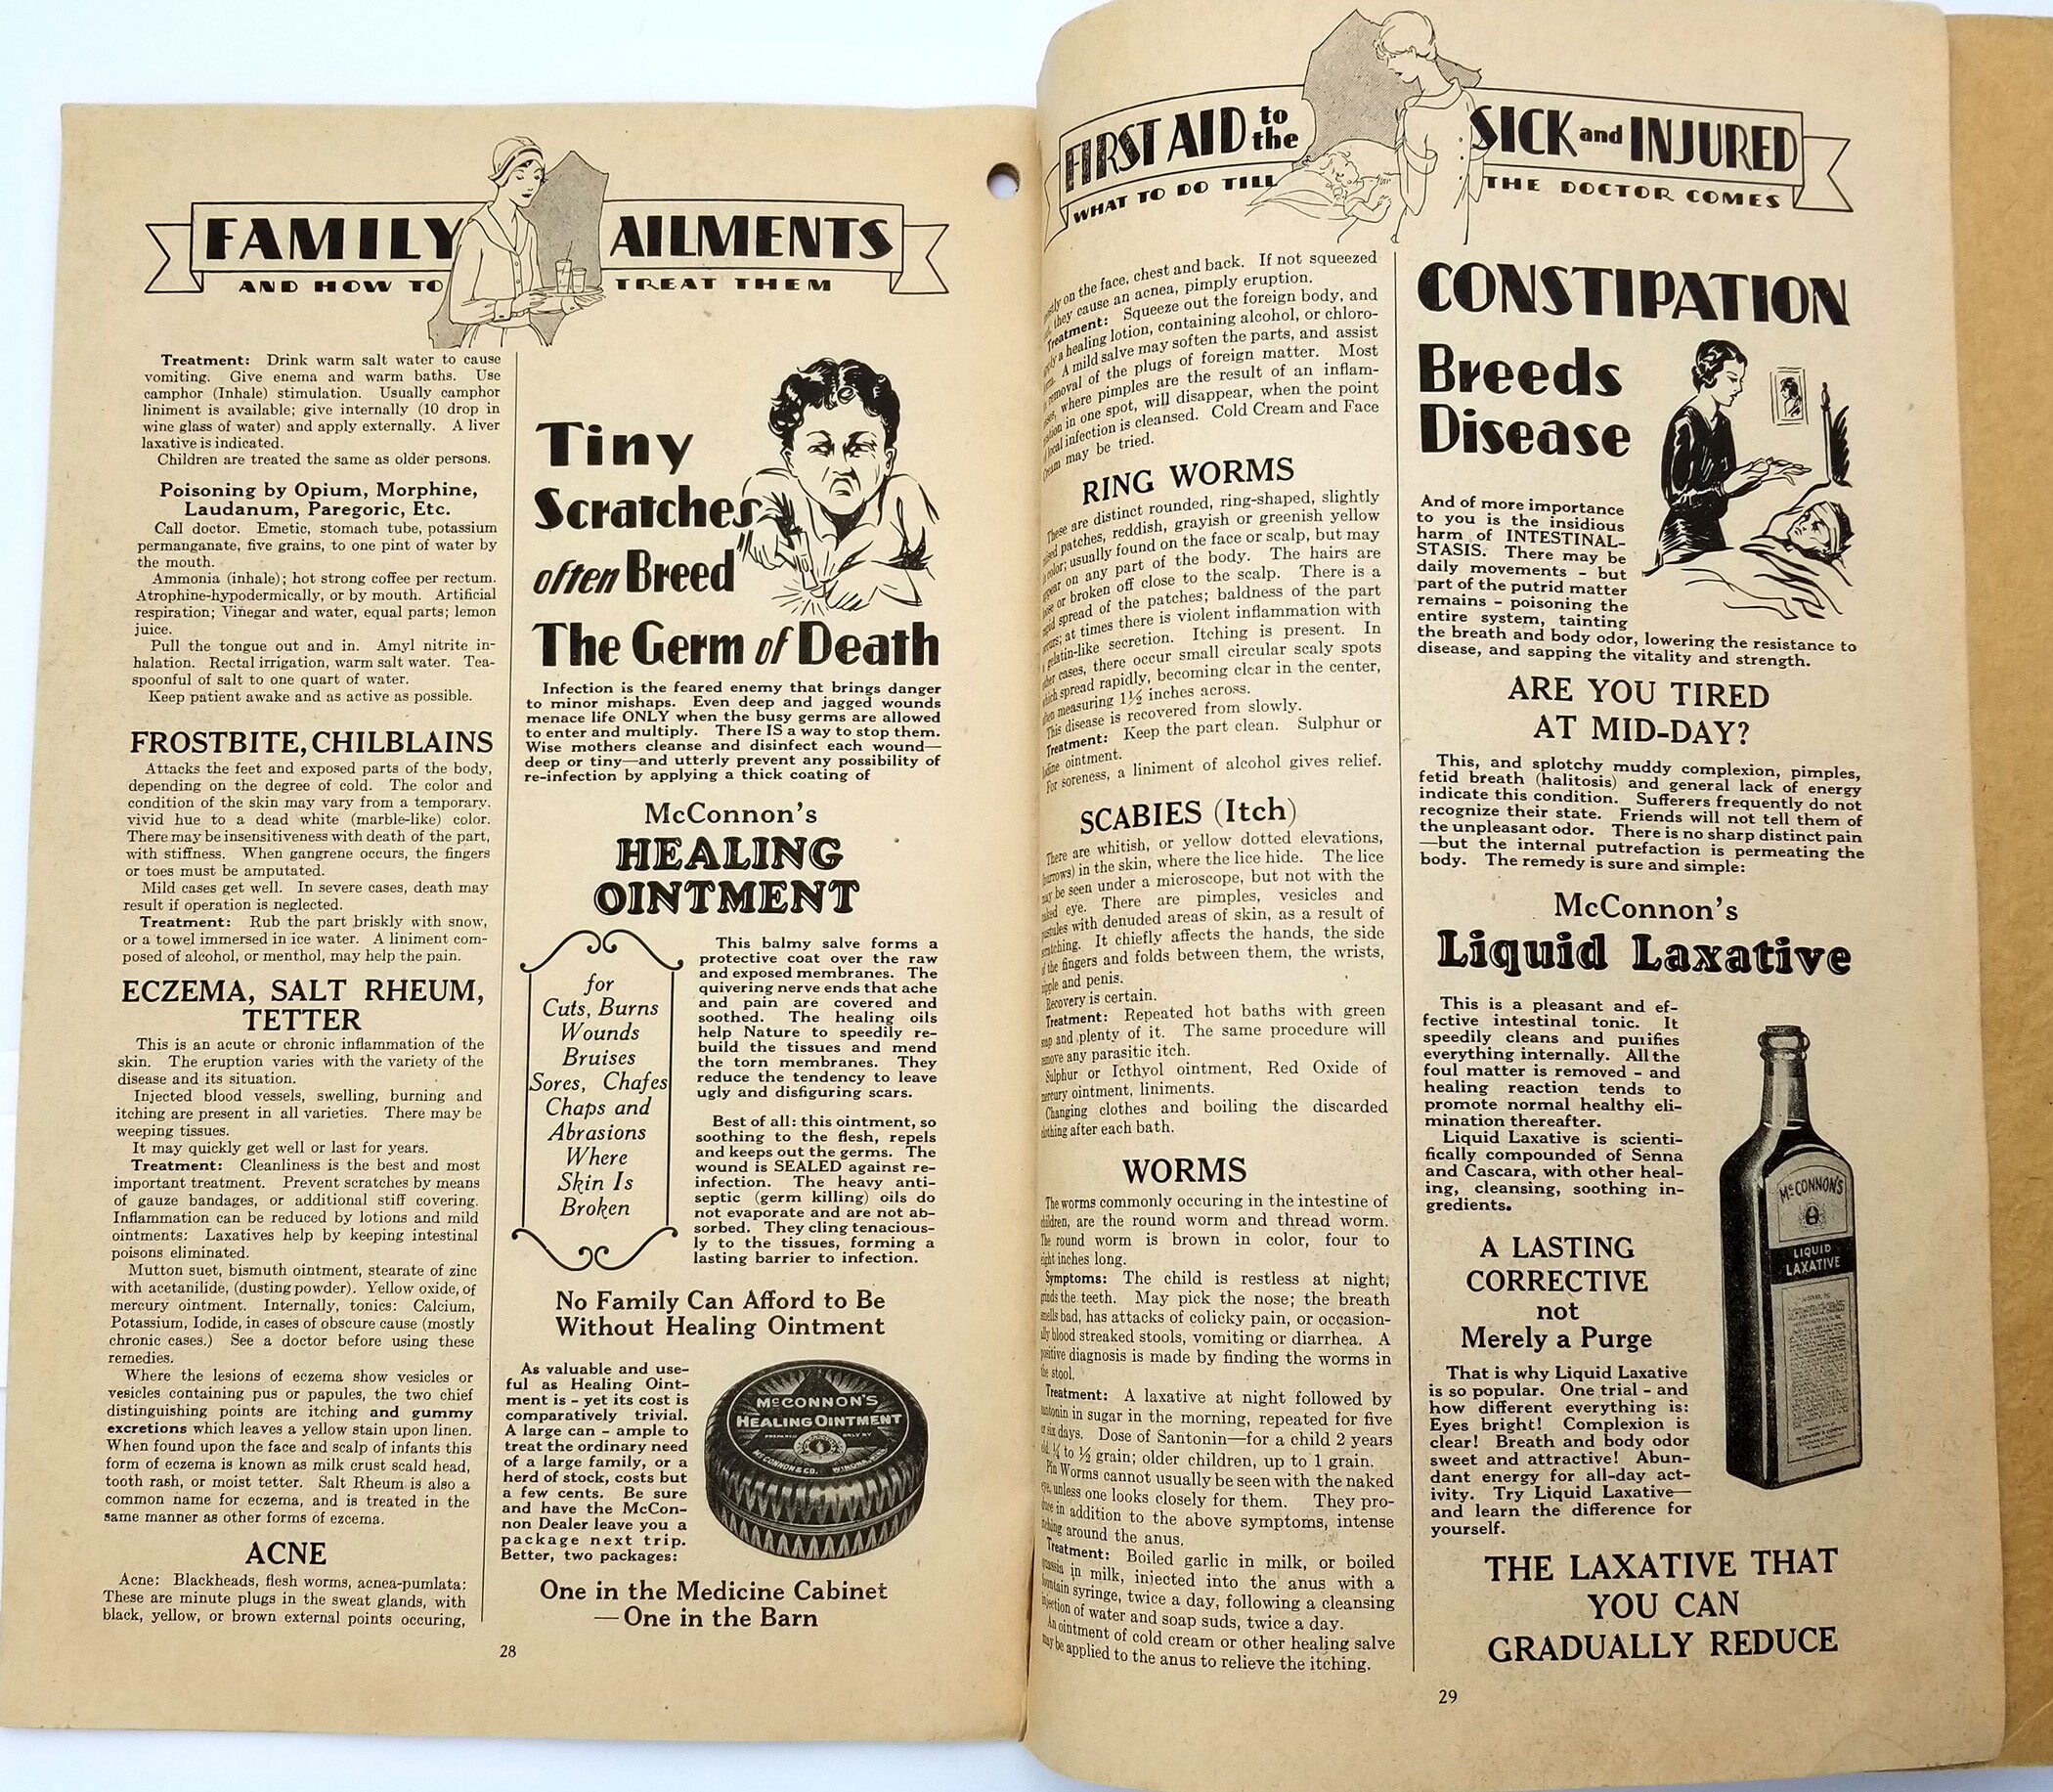 FAMILY AILMENTS
AND HOW TO TREAT THEM
Treatment: Drink warm salt water to cause
vomiting. Give enema and warm baths. Use
camphor (Inhale) stimulation. Usually camphor
liniment is available; give internally (10 drop in
wine glass of water) and apply externally. A liver
laxative is indicated.
Children are treated the same as older persons.
Poisoning by Opium, Morphine,
Laudanum, Paregoric, Etc.
Call doctor. Emetic, stomach tube, potassium
permanganate, five grains, to one pint of water by
the mouth.
Ammonia (inhale); hot strong coffee per rectum.
Atrophine-hypodermically, or by mouth. Artificial
respiration; Vinegar and water, equal parts; lemon
juice.
Pull the tongue out and in. Amyl nitrite in-
halation. Rectal irrigation, warm salt water. Tea-
spoonful of salt to one quart of water.
Keep patient awake and as active as possible.
FROSTBITE, CHILBLAINS
Attacks the feet and exposed parts of the body,
depending on the degree of cold. The color and
condition of the skin may vary from a temporary.
vivid hue to a dead white (marble-like) color.
There may be insensitiveness with death of the part,
with stiffness. When gangrene occurs, the fingers
or toes must be amputated.
Mild cases get well. In severe cases, death may
result if operation is neglected.
Treatment: Rub the part briskly with snow,
or a towel immersed in ice water. A liniment com-
posed of alcohol, or menthol, may help the pain.
ECZEMA, SALT RHEUM,
TETTER
This is an acute or chronic inflammation of the
skin. The eruption varies with the variety of the
disease and its situation.
Injected blood vessels, swelling, burning and
itching are present in all varieties. There may be
weeping tissues.
It may quickly get well or last for years.
Treatment: Cleanliness is the best and most
important treatment. Prevent scratches by means
of gauze bandages, or additional stiff covering.
Inflammation can be reduced by lotions and mild
ointments: Laxatives help by keeping intestinal
poisons eliminated.
Mutton suet, bismuth ointment, stearate of zinc
with acetanilide, (dusting powder). Yellow oxide, of
mercury ointment. Internally, tonics: Calcium,
Potassium, Iodide, in cases of obscure cause (mostly
chronic cases.) See a doctor before using these
remedies.
Where the lesions of eczema show vesicles or
vesicles containing pus or papules, the two chief
distinguishing points are itching and gummy
excretions which leaves a yellow stain upon linen.
When found upon the face and scalp of infants this
form of eczema is known as milk crust scald head,
tooth rash, or moist tetter. Salt Rheum is also a
common name for eczema, and is treated in the
same manner as other forms of ezcema.
ACNE
Acne: Blackheads, flesh worms, acnea-pumlata:
These are minute plugs in the sweat glands, with
black, yellow, or brown external points occuring,
Tiny
Scratches
often Breed
The Germ of Death
Infection is the feared enemy that brings danger
to minor mishaps. Even deep and jagged wounds
menace life ONLY when the busy germs are allowed
to enter and multiply. There IS a way to stop them.
Wise mothers cleanse and disinfect each wound—
deep or tiny—and utterly prevent any possibility of
re-infection by applying a thick coating of
McConnon's
HEALING
OINTMENT
for
Cuts, Burns
Wounds
Bruises
Sores, Chafes
Chaps and
Abrasions
Where
Skin Is
Broken
This balmy salve forms a
protective coat over the raw
and exposed membranes. The
quivering nerve ends that ache
and pain are covered and
soothed. The healing oils
help Nature to speedily re-
build the tissues and mend
the torn membranes. They
reduce the tendency to leave
ugly and disfiguring scars.
Best of all: this ointment, so
soothing to the flesh, repels
and keeps out the germs. The
wound is SEALED against re-
infection. The heavy anti-
septic (germ killing) oils do
not evaporate and are not ab-
sorbed. They cling tenacious-
ly to the tissues, forming a
lasting barrier to infection.
No Family Can Afford to Be
Without Healing Ointment
As valuable and use-
ful as Healing Oint-
ment is - yet its cost is
comparatively trivial.
A large can - ample to
treat the ordinary need
of a large family, or a
herd of stock, costs but
a few cents. Be sure
and have the McCon-
non Dealer leave you a
package next trip.
Better, two packages:
McCONNON'S
HEALING OINTMENT
PREPARED ONLY BY
McCONNON & CO. WINONA, MINN.
One in the Medicine Cabinet
—One in the Barn
28
FIRST AID to the SICK and INJURED
WHAT TO DO TILL THE DOCTOR COMES
on the face, chest and back. If not squeezed
they cause an acnea, pimply eruption.
Treatment: Squeeze out the foreign body, and
a healing lotion, containing alcohol, or chloro-
A mild salve may soften the parts, and assist
removal of the plugs of foreign matter. Most
where pimples are the result of an inflam-
in one spot, will disappear, when the point
local infection is cleansed. Cold Cream and Face
Cream may be tried.
RING WORMS
These are distinct rounded, ring-shaped, slightly
raised patches, reddish, grayish or greenish yellow
color; usually found on the face or scalp, but may
appear on any part of the body. The hairs are
or broken off close to the scalp. There is a
rapid spread of the patches; baldness of the part
occurs; at times there is violent inflammation with
gelatin-like secretion. Itching is present. In
other cases, there occur small circular scaly spots
which spread rapidly, becoming clear in the center,
often measuring 1½ inches across.
This disease is recovered from slowly.
Treatment: Keep the part clean. Sulphur or
Iodine ointment.
For soreness, a liniment of alcohol gives relief.
SCABIES (Itch)
There are whitish, or yellow dotted elevations,
(burrows) in the skin, where the lice hide. The lice
may be seen under a microscope, but not with the
naked eye. There are pimples, vesicles and
pustules with denuded areas of skin, as a result of
scratching. It chiefly affects the hands, the side
of the fingers and folds between them, the wrists,
nipple and penis.
Recovery is certain.
Treatment: Repeated hot baths with green
soap and plenty of it. The same procedure will
remove any parasitic itch.
Sulphur or Icthyol ointment, Red Oxide of
mercury ointment, liniments.
Changing clothes and boiling the discarded
clothing after each bath.
WORMS
The worms commonly occuring in the intestine of
children, are the round worm and thread worm.
The round worm is brown in color, four to
eight inches long.
Symptoms: The child is restless at night,
grinds the teeth. May pick the nose; the breath
smells bad, has attacks of colicky pain, or occasion-
ally blood streaked stools, vomiting or diarrhea. A
positive diagnosis is made by finding the worms in
the stool.
Treatment: A laxative at night followed by
santonin in sugar in the morning, repeated for five
or six days. Dose of Santonin—for a child 2 years
old ¼ to ½ grain; older children, up to 1 grain.
Pin Worms cannot usually be seen with the naked
eye, unless one looks closely for them. They pro-
duce in addition to the above symptoms, intense
itching around the anus.
Treatment: Boiled garlic in milk, or boiled
quassia in milk, injected into the anus with a
fountain syringe, twice a day, following a cleansing
injection of water and soap suds, twice a day.
An ointment of cold cream or other healing salve
may be applied to the anus to relieve the itching.
CONSTIPATION
Breeds
Disease
And of more importance
to you is the insidious
harm of INTESTINAL-
STASIS. There may be
daily movements - but
part of the putrid matter
remains - poisoning the
entire system, tainting
the breath and body odor, lowering the resistance to
disease, and sapping the vitality and strength.
ARE YOU TIRED
AT MID-DAY?
This, and splotchy muddy complexion, pimples,
fetid breath (halitosis) and general lack of energy
indicate this condition. Sufferers frequently do not
recognize their state. Friends will not tell them of
the unpleasant odor. There is no sharp distinct pain
—but the internal putrefaction is permeating the
body. The remedy is sure and simple:
McConnon's
Liquid Laxative
This is a pleasant and ef-
fective intestinal tonic. It
speedily cleans and purifies
everything internally. All the
foul matter is removed - and
healing reaction tends to
promote normal healthy eli-
mination thereafter.
Liquid Laxative is scienti-
fically compounded of Senna
and Cascara, with other heal-
ing, cleansing, soothing in-
gredients.
A LASTING
CORRECTIVE
not
Merely a Purge
That is why Liquid Laxative
is so popular. One trial - and
how different everything is:
Eyes bright! Complexion is
clear! Breath and body odor
sweet and attractive! Abun-
dant energy for all-day act-
ivity. Try Liquid Laxative—
and learn the difference for
yourself.
McCONNON'S
LIQUID
LAXATIVE
THE LAXATIVE THAT
YOU CAN
GRADUALLY REDUCE
29